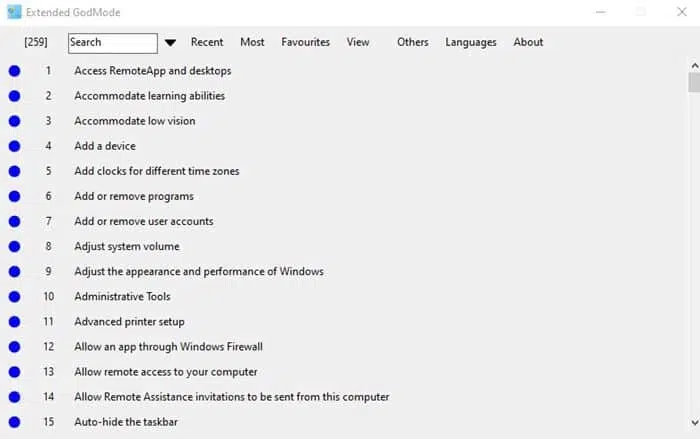 Extended GodMode
[259] Search Recent Most Favourites View Others Languages About
1 Access RemoteApp and desktops
2 Accommodate learning abilities
3 Accommodate low vision
4 Add a device
5 Add clocks for different time zones
6 Add or remove programs
7 Add or remove user accounts
8 Adjust system volume
9 Adjust the appearance and performance of Windows
10 Administrative Tools
11 Advanced printer setup
12 Allow an app through Windows Firewall
13 Allow remote access to your computer
14 Allow Remote Assistance invitations to be sent from this computer
15 Auto-hide the taskbar